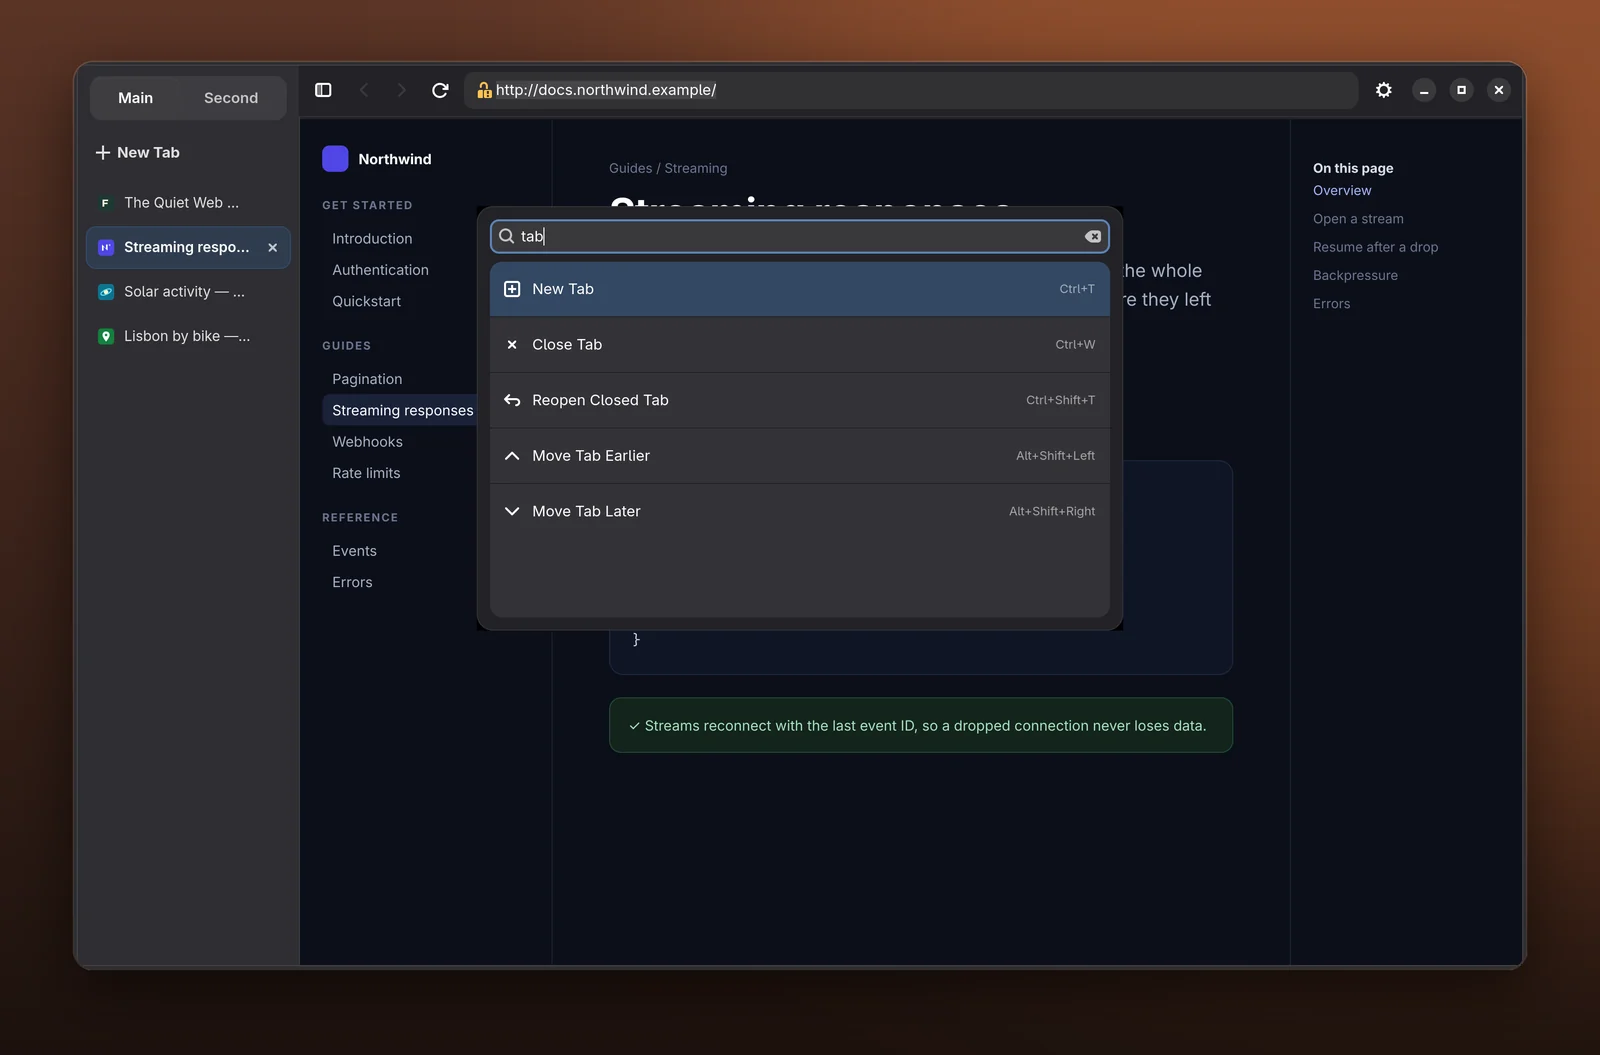 Main
Second
http://docs.northwind.example/
New Tab
The Quiet Web ...
Streaming respo...
Solar activity — ...
Lisbon by bike —...
Northwind
GET STARTED
Introduction
Authentication
Quickstart
GUIDES
Pagination
Streaming responses
Webhooks
Rate limits
REFERENCE
Events
Errors
Guides / Streaming
Streaming responses
the whole
re they left
tab
New Tab Ctrl+T
Close Tab Ctrl+W
Reopen Closed Tab Ctrl+Shift+T
Move Tab Earlier Alt+Shift+Left
Move Tab Later Alt+Shift+Right
}
✓ Streams reconnect with the last event ID, so a dropped connection never loses data.
On this page
Overview
Open a stream
Resume after a drop
Backpressure
Errors